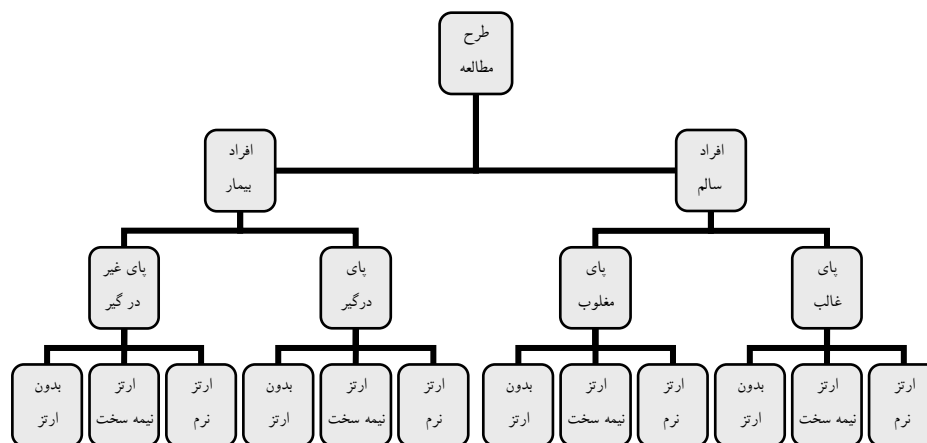 طرح
مطالعه
افراد
سالم
افراد
بیمار
پای
غالب
پای
مغلوب
پای
درگیر
پای غیر
در گیر
ارتز
نرم
ارتز
نیمه سخت
بدون
ارتز
ارتز
نرم
ارتز
نیمه سخت
بدون
ارتز
ارتز
نرم
ارتز
نیمه سخت
بدون
ارتز
ارتز
نرم
ارتز
نیمه سخت
بدون
ارتز